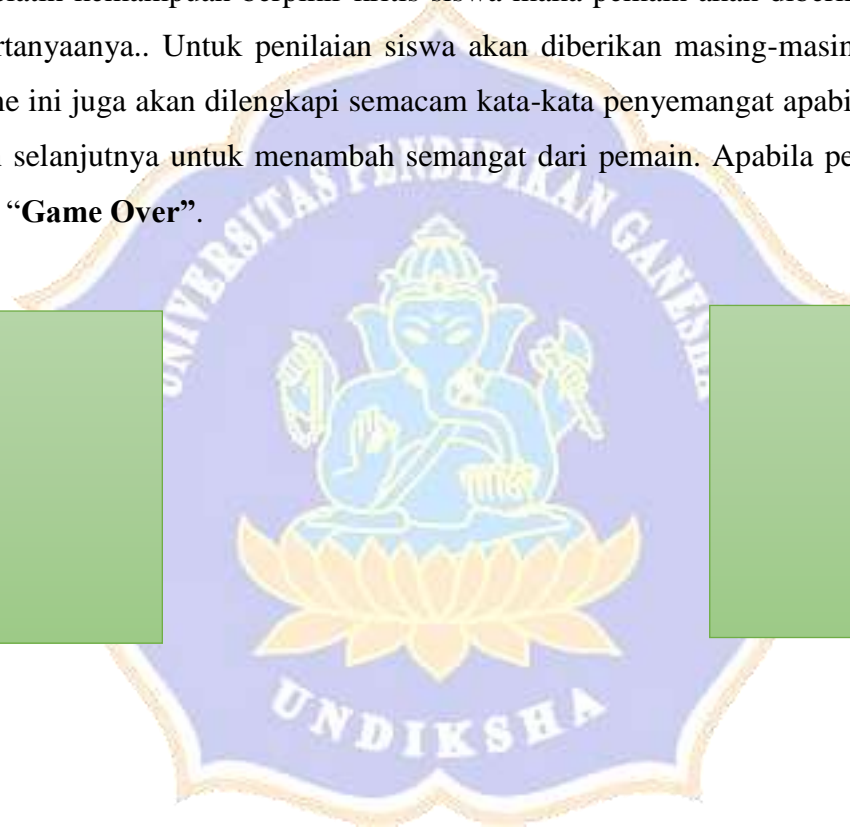 elatih kemampuan berpikir kritis siswa maka pemain akan diberi
rtanyaanya.. Untuk penilaian siswa akan diberikan masing-masin
ne ini juga akan dilengkapi semacam kata-kata penyemangat apabi
selanjutnya untuk menambah semangat dari pemain. Apabila pe
“Game Over”.
UNIVERSITAS PENDIDIKAN GANESHA
UNDIKSHA